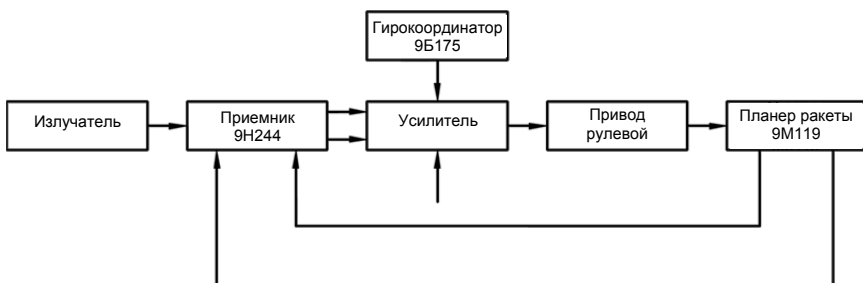 Гирокоординатор
9Б175
Излучатель
Приемник
9Н244
Усилитель
Привод
рулевой
Планер ракеты
9М119